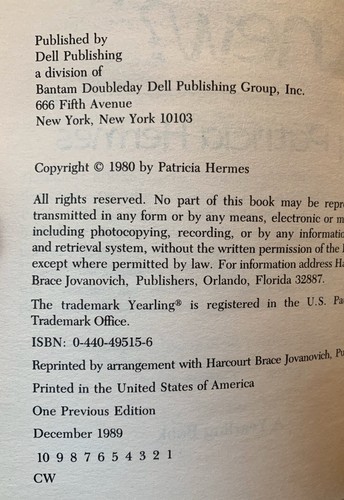 Published by
Dell Publishing
a division of
Bantam Doubleday Dell Publishing Group, Inc.
666 Fifth Avenue
New York, New York 10103
Copyright © 1980 by Patricia Hermes
All rights reserved. No part of this book may be repr
transmitted in any form or by any means, electronic or m
including photocopying, recording, or by any informatio
and retrieval system, without the written permission of the
except where permitted by law. For information address Ha
Brace Jovanovich, Publishers, Orlando, Florida 32887.
The trademark Yearling® is registered in the U.S. Pa
Trademark Office.
ISBN: 0-440-49515-6
Reprinted by arrangement with Harcourt Brace Jovanovich, Pu
Printed in the United States of America
One Previous Edition
December 1989
10 9 8 7 6 5 4 3 2 1
CW